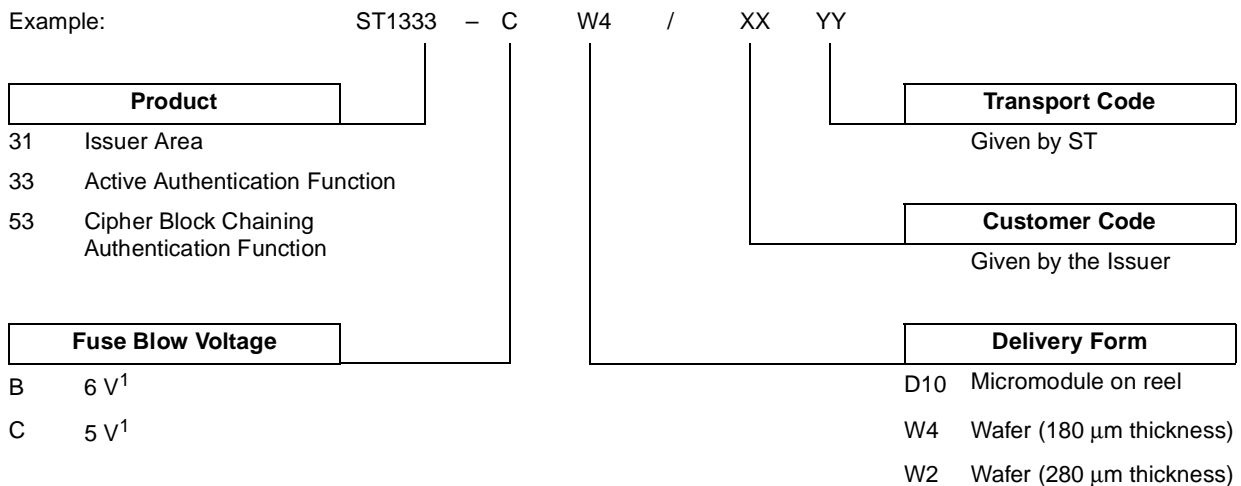 Example: ST1333 – C W4 / XX YY
Product
31 Issuer Area
33 Active Authentication Function
53 Cipher Block Chaining
Authentication Function
Fuse Blow Voltage
B 6 V1
C 5 V1
Transport Code
Given by ST
Customer Code
Given by the Issuer
Delivery Form
D10 Micromodule on reel
W4 Wafer (180 μm thickness)
W2 Wafer (280 μm thickness)